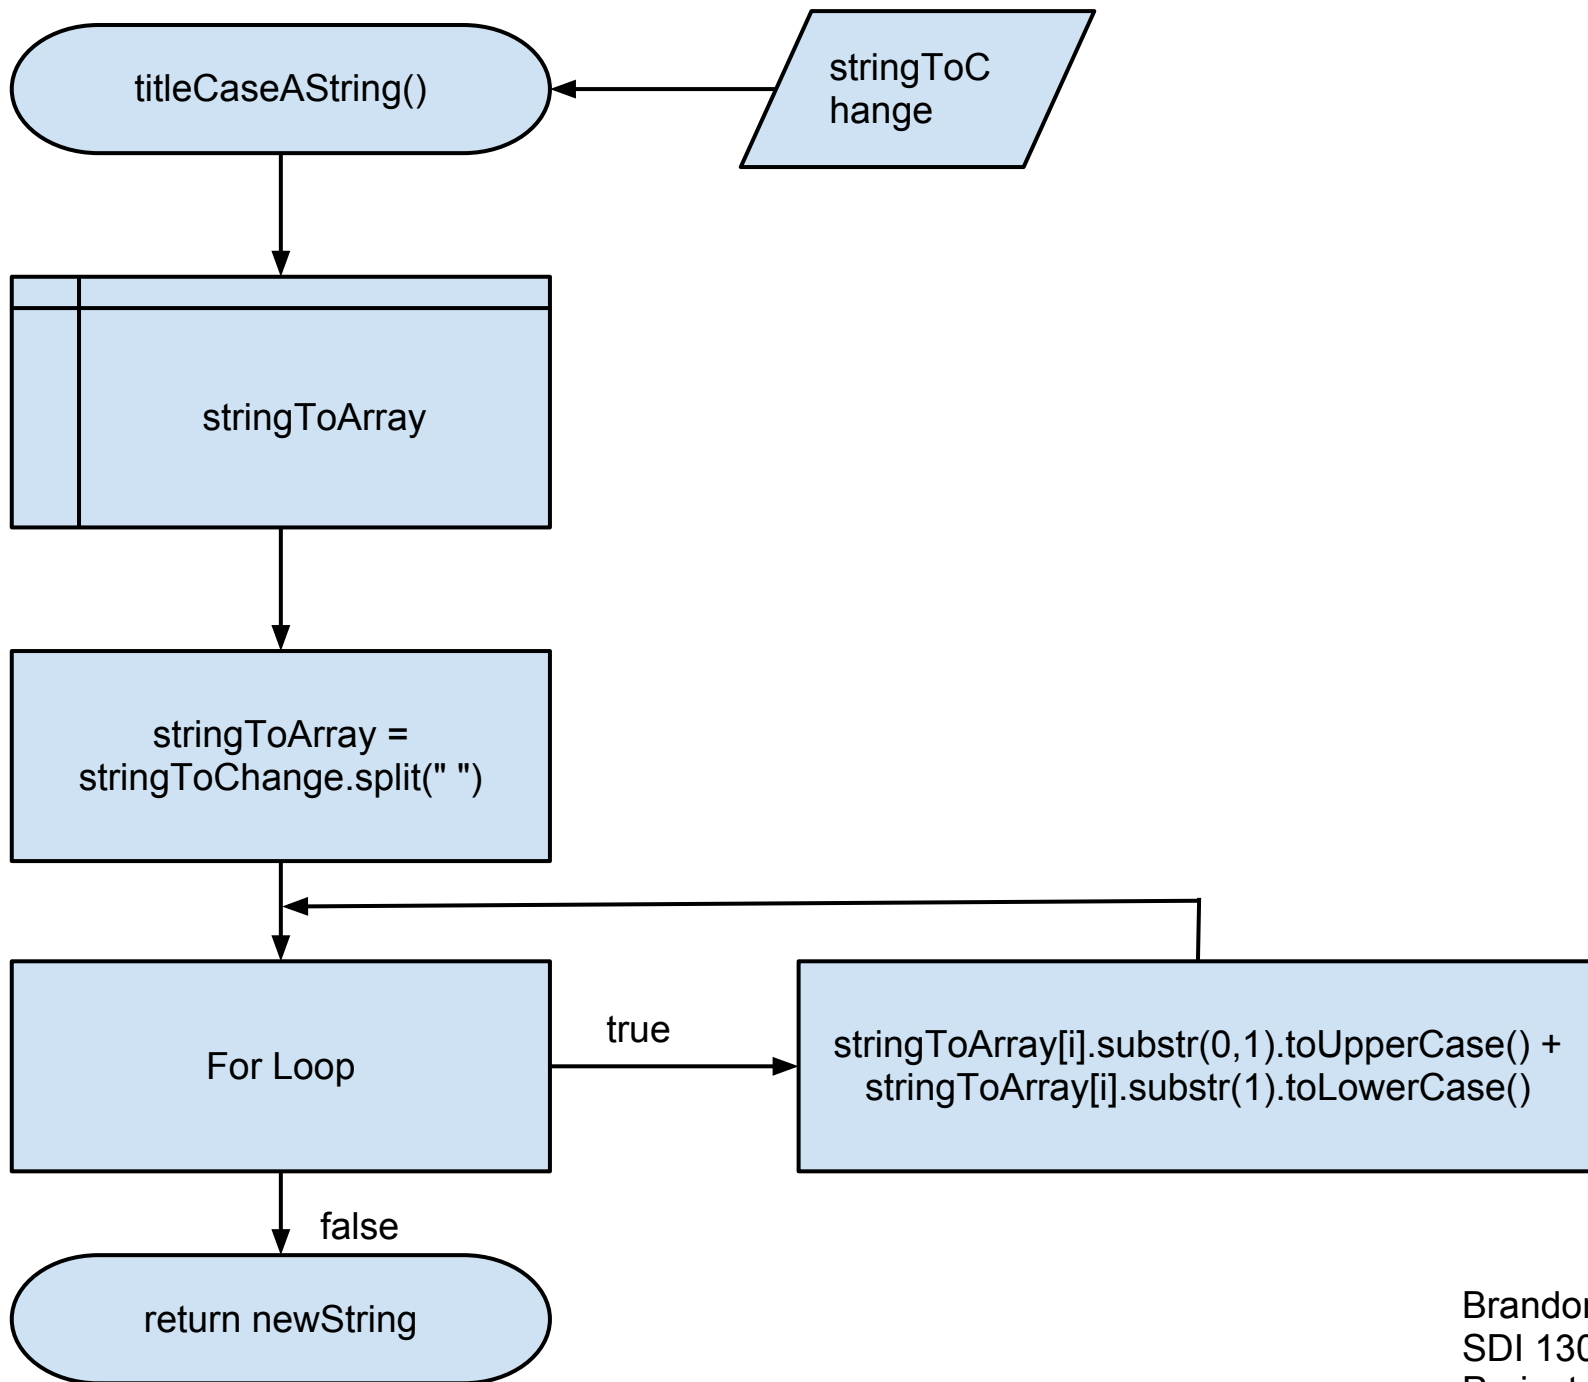 titleCaseAString()
stringToC
hange
stringToArray
stringToArray =
stringToChange.split(" ")
For Loop
true
stringToArray[i].substr(0,1).toUpperCase() +
stringToArray[i].substr(1).toLowerCase()
false
return newString
SDI